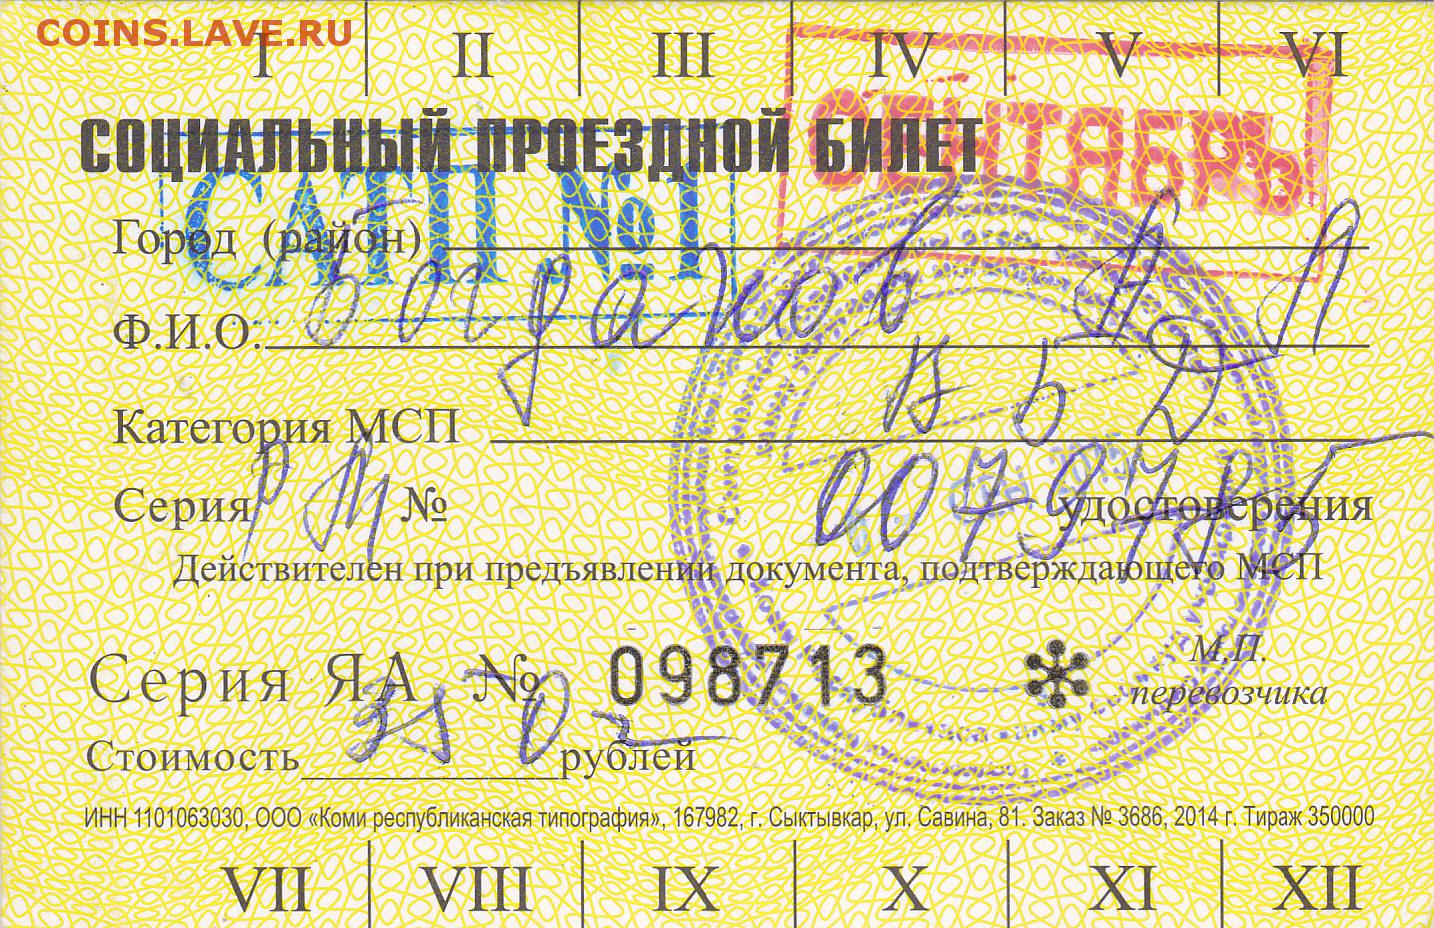 COINS.LAVE.RU
I II III IV V VI
СЕНТЯБРЬ
СОЦИАЛЬНЫЙ ПРОЕЗДНОЙ БИЛЕТ
САТП №1
Город (район)
Ф.И.О. Богданов А П
Категория МСП
Серия № удостоверения
Действителен при предъявлении документа, подтверждающего МСП
Серия ЯА № 098713
М.П.
перевозчика
Стоимость 350 рублей
ИНН 1101063030, ООО «Коми республиканская типография», 167982, г. Сыктывкар, ул. Савина, 81. Заказ № 3686, 2014 г. Тираж 350000
VII VIII IX X XI XII